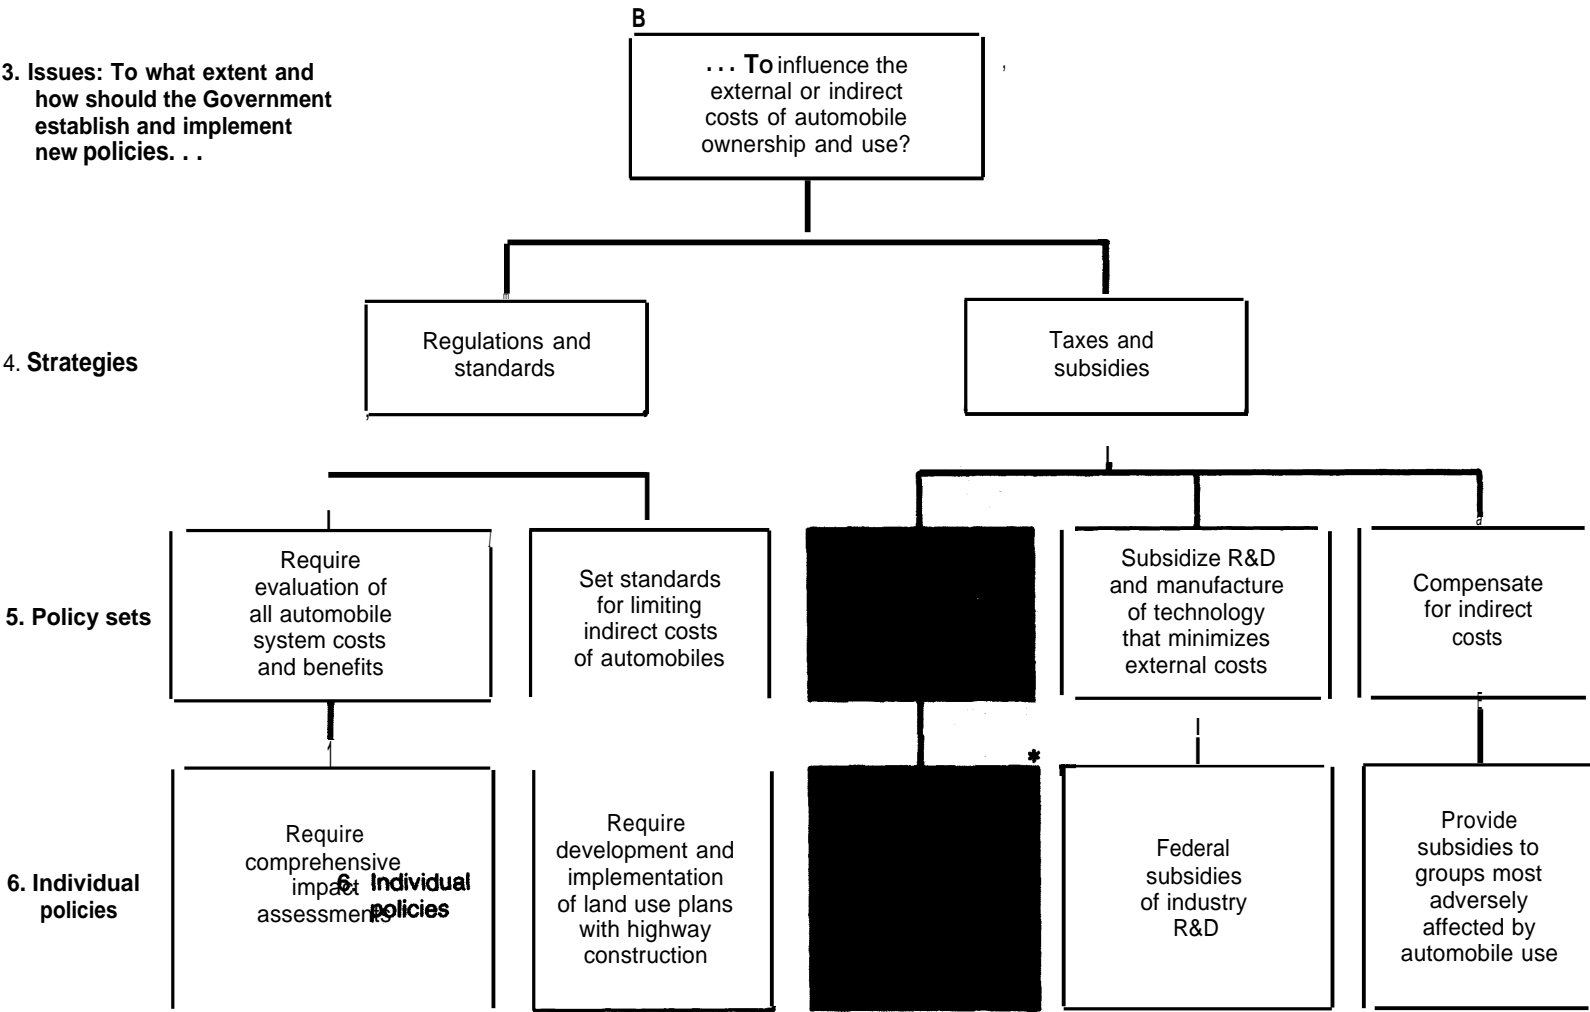 B
3. Issues: To what extent and
how should the Government
establish and implement
new policies. . .
. . . To influence the
external or indirect
costs of automobile
ownership and use?
4. Strategies
Regulations and
standards
Taxes and
subsidies
5. Policy sets
Require
evaluation of
all automobile
system costs
and benefits
Set standards
for limiting
indirect costs
of automobiles
Subsidize R&D
and manufacture
of technology
that minimizes
external costs
Compensate
for indirect
costs
*
6. Individual
policies
Require
comprehensive
impact
assessments
6. Individual
policies
Require
development and
implementation
of land use plans
with highway
construction
Federal
subsidies
of industry
R&D
Provide
subsidies to
groups most
adversely
affected by
automobile use